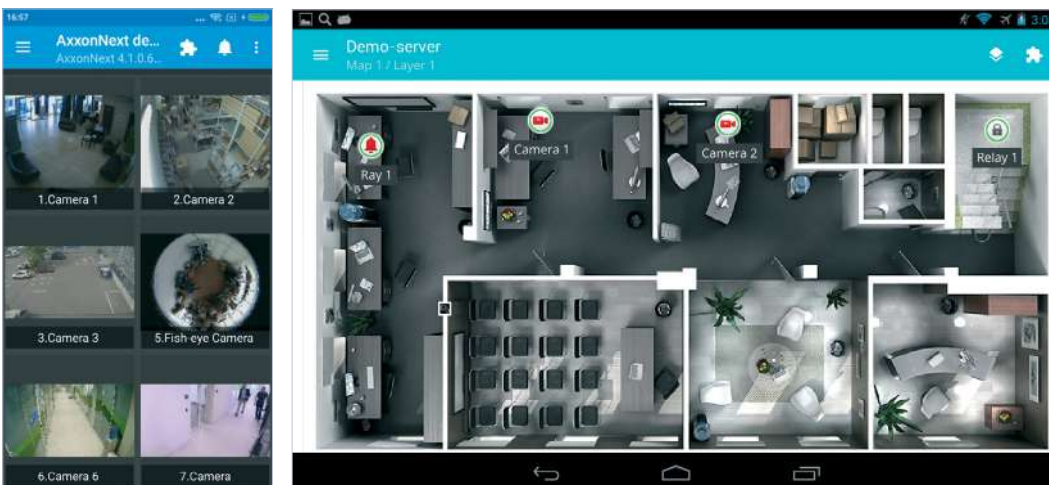 16:57
AxxonNext de...
AxxonNext 4.1.0.6...
1.Camera 1
2.Camera 2
3.Camera 3
5.Fish-eye Camera
6.Camera 6
7.Camera
3:0
Demo-server
Map 1 / Layer 1
Ray 1
Camera 1
Camera 2
Relay 1